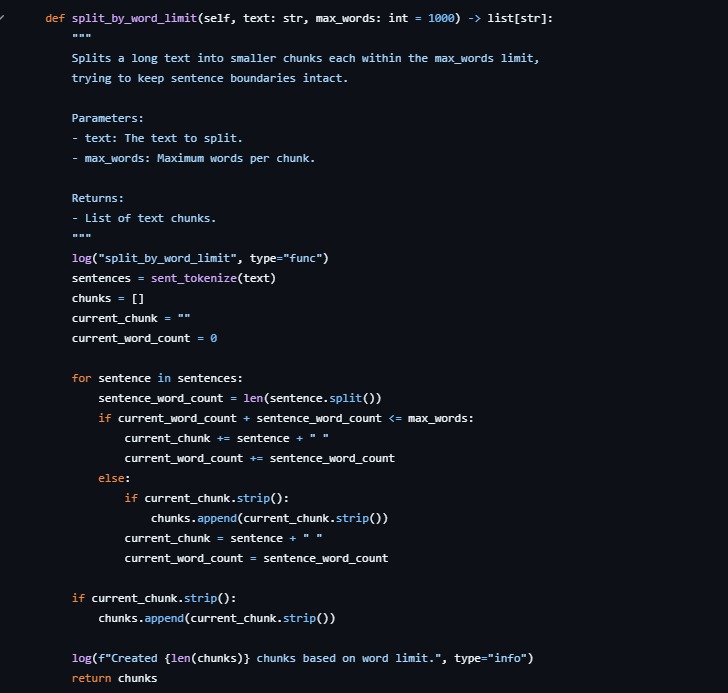 def split_by_word_limit(self, text: str, max_words: int = 1000) -> list[str]:
"""
Splits a long text into smaller chunks each within the max_words limit,
trying to keep sentence boundaries intact.
Parameters:
- text: The text to split.
- max_words: Maximum words per chunk.
Returns:
- List of text chunks.
"""
log("split_by_word_limit", type="func")
sentences = sent_tokenize(text)
chunks = []
current_chunk = ""
current_word_count = 0
for sentence in sentences:
sentence_word_count = len(sentence.split())
if current_word_count + sentence_word_count <= max_words:
current_chunk += sentence + " "
current_word_count += sentence_word_count
else:
if current_chunk.strip():
chunks.append(current_chunk.strip())
current_chunk = sentence + " "
current_word_count = sentence_word_count
if current_chunk.strip():
chunks.append(current_chunk.strip())
log(f"Created {len(chunks)} chunks based on word limit.", type="info")
return chunks